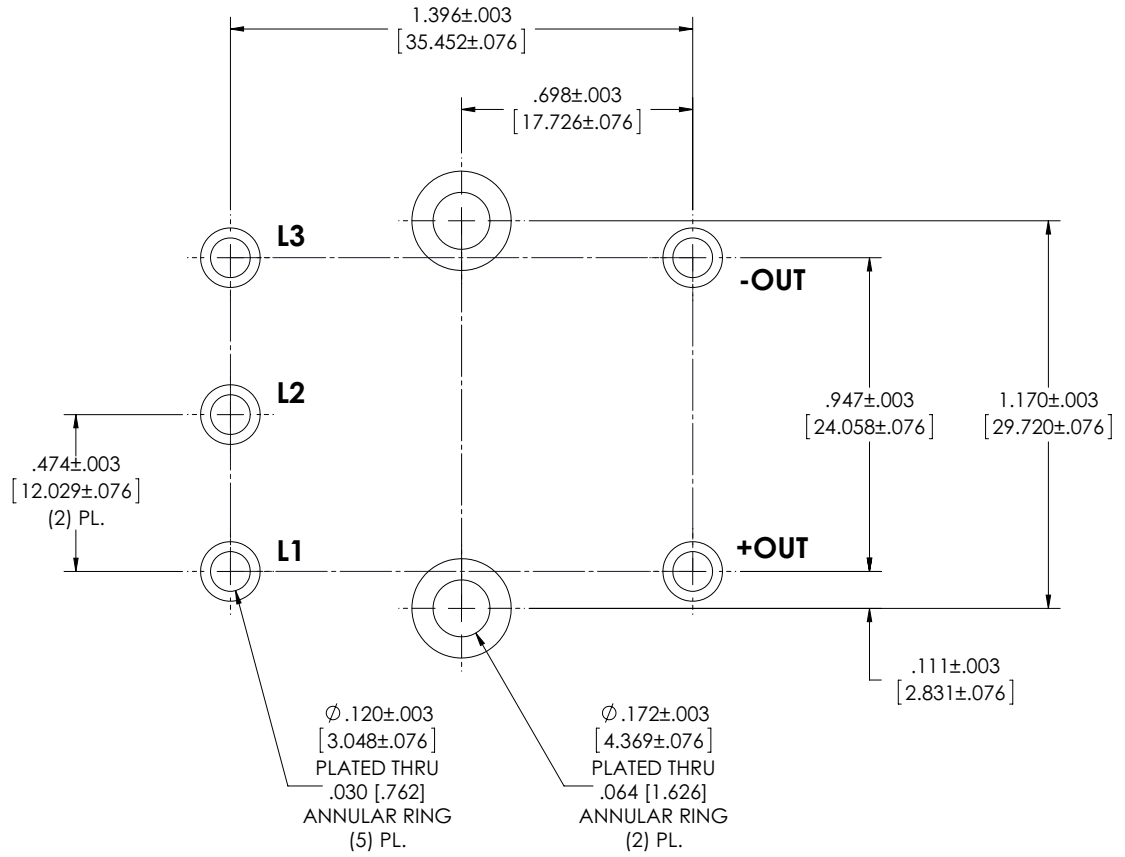 1.396±.003
[35.452±.076]
.698±.003
[17.726±.076]
L3
-OUT
L2
.947±.003
[24.058±.076]
1.170±.003
[29.720±.076]
.474±.003
[12.029±.076]
(2) PL.
L1
+OUT
.111±.003
[2.831±.076]
Ø .120±.003
[3.048±.076]
PLATED THRU
.030 [.762]
ANNULAR RING
(5) PL.
Ø .172±.003
[4.369±.076]
PLATED THRU
.064 [1.626]
ANNULAR RING
(2) PL.